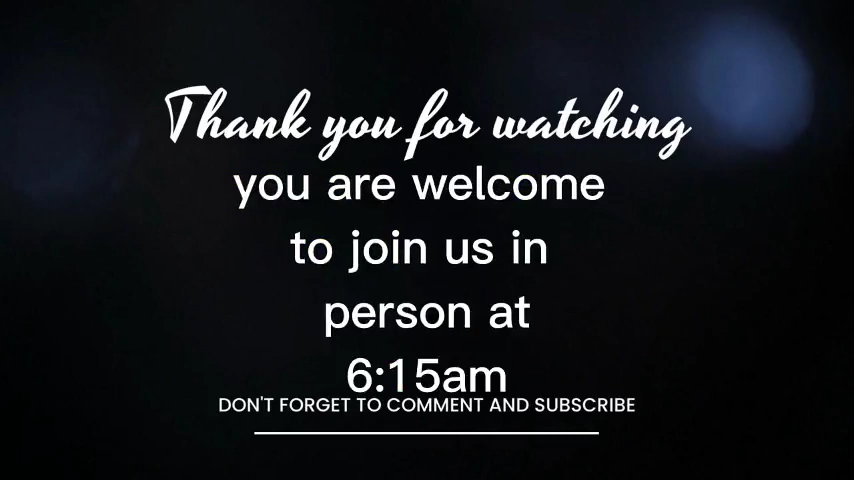 Thank you for watching
you are welcome
to join us in
person at
6:15am
DON'T FORGET TO COMMENT AND SUBSCRIBE